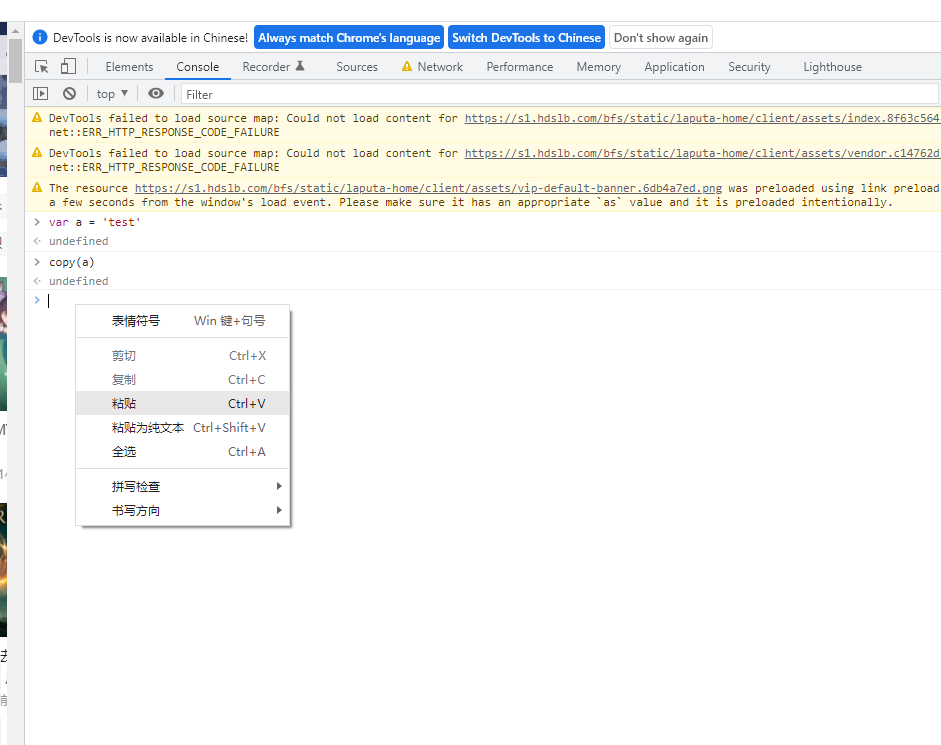 DevTools is now available in Chinese! Always match Chrome's language Switch DevTools to Chinese Don't show again
Elements Console Recorder Sources Network Performance Memory Application Security Lighthouse
top Filter
DevTools failed to load source map: Could not load content for https://s1.hdslb.com/bfs/static/laputa-home/client/assets/index.8f63c564
net::ERR_HTTP_RESPONSE_CODE_FAILURE
DevTools failed to load source map: Could not load content for https://s1.hdslb.com/bfs/static/laputa-home/client/assets/vendor.c14762d
net::ERR_HTTP_RESPONSE_CODE_FAILURE
The resource https://s1.hdslb.com/bfs/static/laputa-home/client/assets/vip-default-banner.6db4a7ed.png was preloaded using link preload
a few seconds from the window's load event. Please make sure it has an appropriate `as` value and it is preloaded intentionally.
var a = 'test'
undefined
copy(a)
undefined
表情符号 Win 键+句号
剪切 Ctrl+X
复制 Ctrl+C
粘贴 Ctrl+V
粘贴为纯文本 Ctrl+Shift+V
全选 Ctrl+A
拼写检查
书写方向